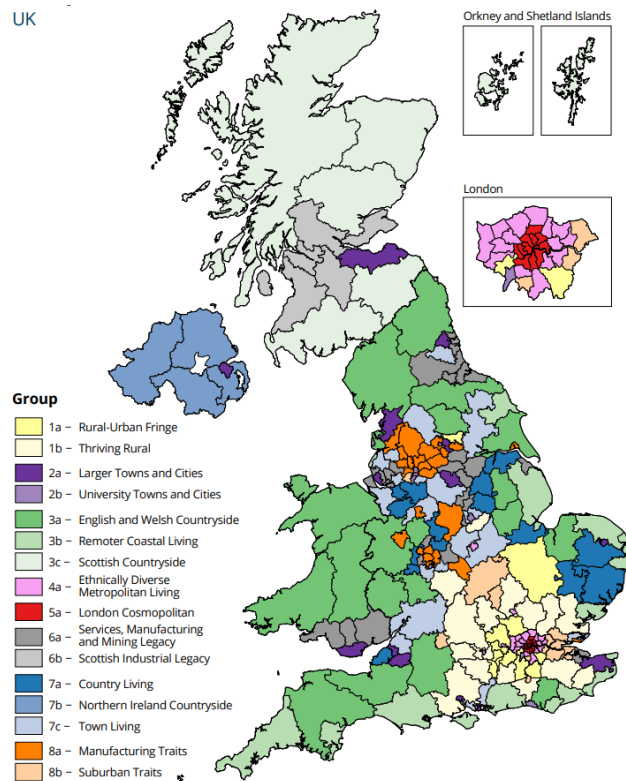 UK
Orkney and Shetland Islands
London
Group
1a – Rural-Urban Fringe
1b – Thriving Rural
2a – Larger Towns and Cities
2b – University Towns and Cities
3a – English and Welsh Countryside
3b – Remoter Coastal Living
3c – Scottish Countryside
4a – Ethnically Diverse
Metropolitan Living
5a – London Cosmopolitan
6a – Services, Manufacturing
and Mining Legacy
6b – Scottish Industrial Legacy
7a – Country Living
7b – Northern Ireland Countryside
7c – Town Living
8a – Manufacturing Traits
8b – Suburban Traits